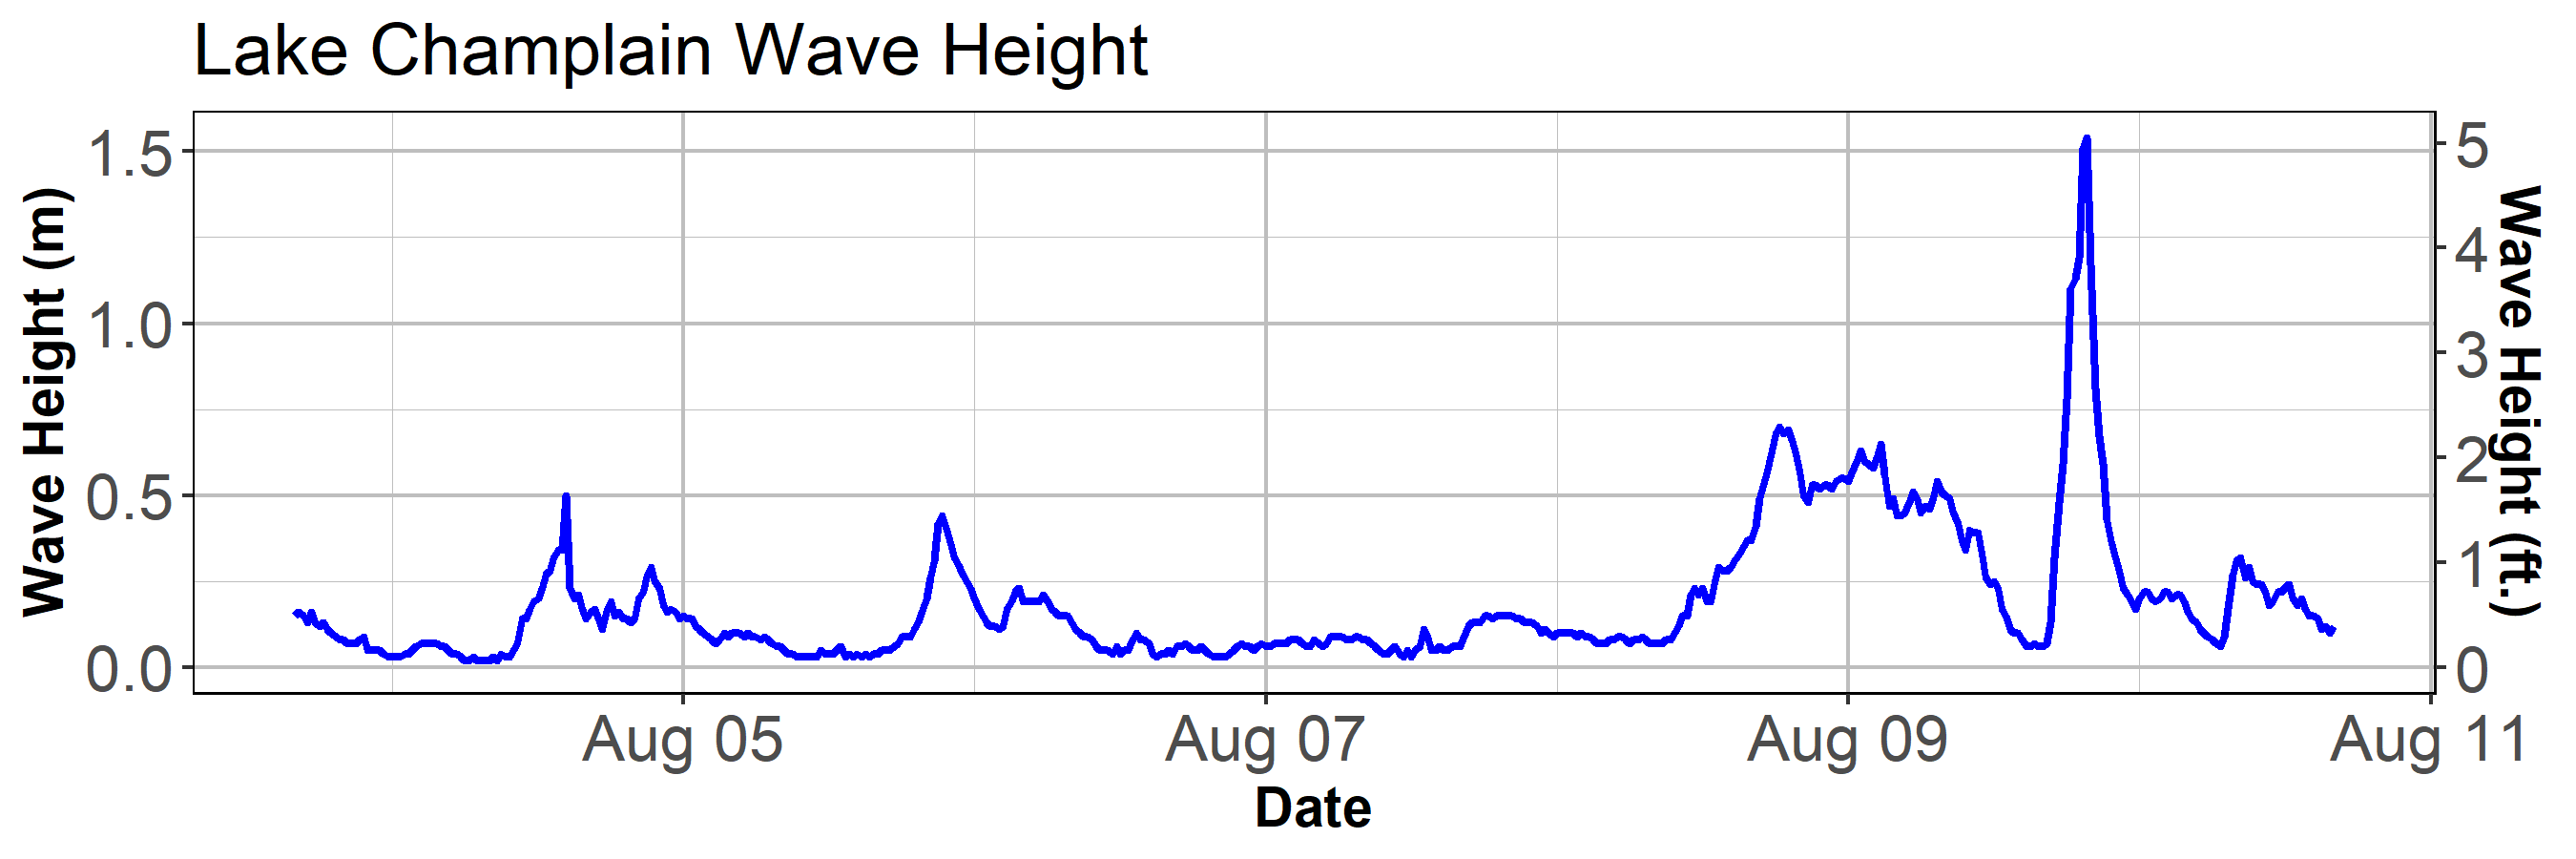 Lake Champlain Wave Height
Wave Height (m)
1.5
1.0
0.5
0.0
5
4
3
2
1
0
Wave Height (ft.)
Aug 05
Aug 07
Aug 09
Aug 11
Date